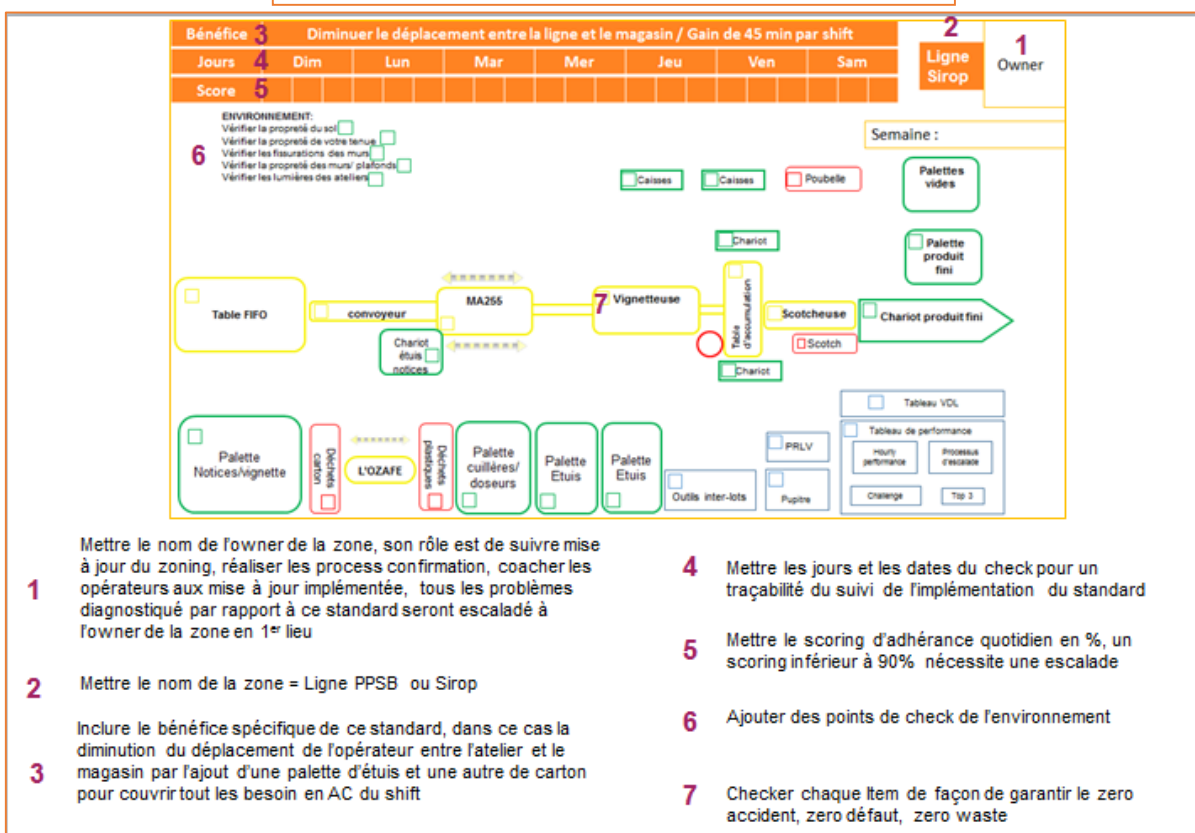 Bénéfice 3 Diminuer le déplacement entre la ligne et le magasin / Gain de 45 min par shift
Jours 4 Dim Lun Mar Mer Jeu Ven Sam
Score 5
2
Ligne
Sirop
1
Owner
Semaine :
6
ENVIRONNEMENT:
Vérifier la propreté du sol
Vérifier la propreté de votre tenue
Vérifier les fissurations des murs
Vérifier la propreté des murs/ plafonds
Vérifier les lumières des ateliers
Caisses
Caisses
Poubelle
Palettes
vides
Chariot
Palette
produit
fini
Table FIFO
convoyeur
MA255
7 Vignetteuse
Table
d'accumulation
Scotcheuse
Chariot produit fini
Chariot
étuis
notices
Scotch
Chariot
Palette
Notices/vignette
Déchets
carton
L'OZAFE
Déchets
plastiques
Palette
cuillères/
doseurs
Palette
Etuis
Palette
Etuis
Outils inter-lots
PRLV
Pupitre
Tableau VDL
Tableau de performance
Hourly
performance
Processus
d'escalade
Challenge
Top 3
1
Mettre le nom de l'owner de la zone, son rôle est de suivre mise
à jour du zoning, réaliser les process confirmation, coacher les
opérateurs aux mise à jour implémentée, tous les problèmes
diagnostiqué par rapport à ce standard seront escaladé à
l'owner de la zone en 1er lieu
2 Mettre le nom de la zone = Ligne PPSB ou Sirop
3
Inclure le bénéfice spécifique de ce standard, dans ce cas la
diminution du déplacement de l'opérateur entre l'atelier et le
magasin par l'ajout d'une palette d'étuis et une autre de carton
pour couvrir tout les besoin en AC du shift
4
Mettre les jours et les dates du check pour un
traçabilité du suivi de l'implémentation du standard
5
Mettre le scoring d'adhérance quotidien en %, un
scoring inférieur à 90% nécessite une escalade
6 Ajouter des points de check de l'environnement
7
Checker chaque Item de façon de garantir le zero
accident, zero défaut, zero waste